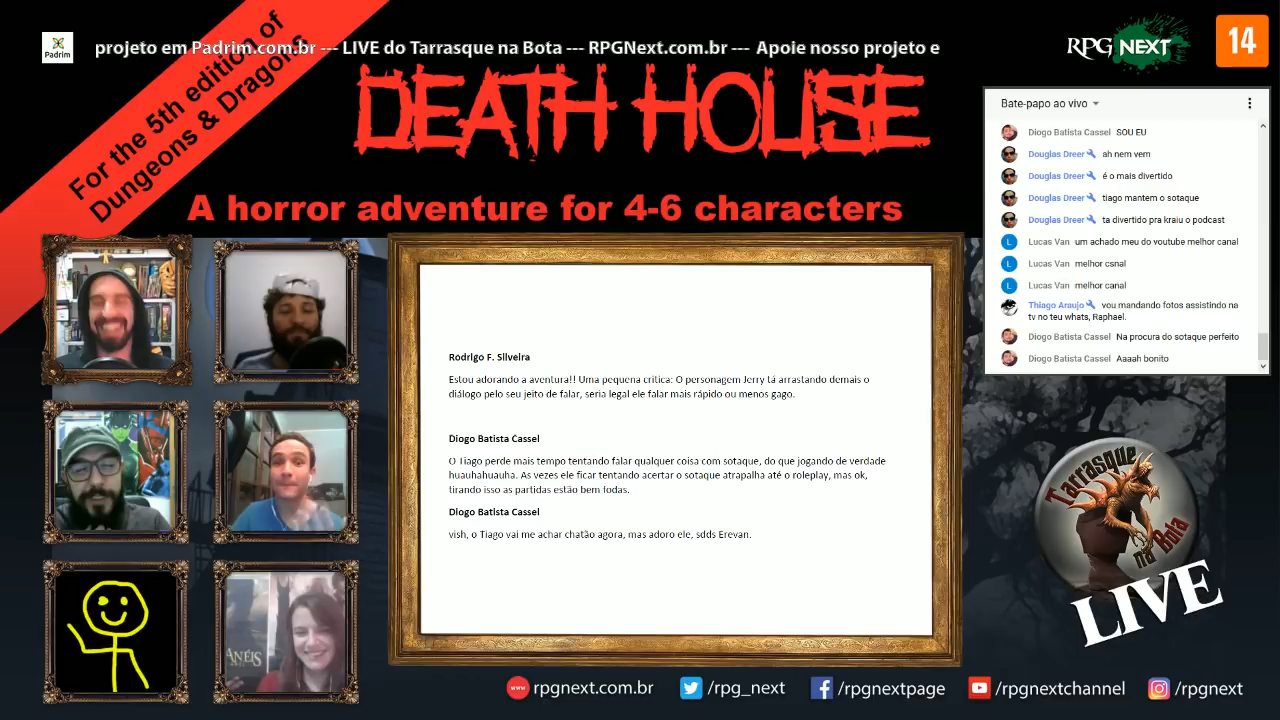 Padrim
projeto em Padrim.com.br --- LIVE do Tarrasque na Bota --- RPGNext.com.br --- Apoie nosso projeto e
RPG NEXT
14
For the 5th edition of
Dungeons & Dragons
DEATH HOUSE
A horror adventure for 4-6 characters
Bate-papo ao vivo
Diogo Batista Cassel SOU EU
Douglas Dreer ah nem vem
Douglas Dreer é o mais divertido
Douglas Dreer tiago mantem o sotaque
Douglas Dreer ta divertido pra kraiu o podcast
L Lucas Van um achado meu do youtube melhor canal
L Lucas Van melhor csnal
L Lucas Van melhor canal
Thiago Araujo vou mandando fotos assistindo na
tv no teu whats, Raphael.
Diogo Batista Cassel Na procura do sotaque perfeito
Diogo Batista Cassel Aaaah bonito
Rodrigo F. Silveira
Estou adorando a aventura!! Uma pequena critica: O personagem Jerry tá arrastando demais o
diálogo pelo seu jeito de falar, seria legal ele falar mais rápido ou menos gago.
Diogo Batista Cassel
O Tiago perde mais tempo tentando falar qualquer coisa com sotaque, do que jogando de verdade
huauhahuauha. As vezes ele ficar tentando acertar o sotaque atrapalha até o roleplay, mas ok,
tirando isso as partidas estão bem fodas.
Diogo Batista Cassel
vish, o Tiago vai me achar chatão agora, mas adoro ele, sdds Erevan.
ANÉIS
Tarrasque
na Bota
LIVE
www rpgnext.com.br
/rpg_next
/rpgnextpage
/rpgnextchannel
/rpgnext